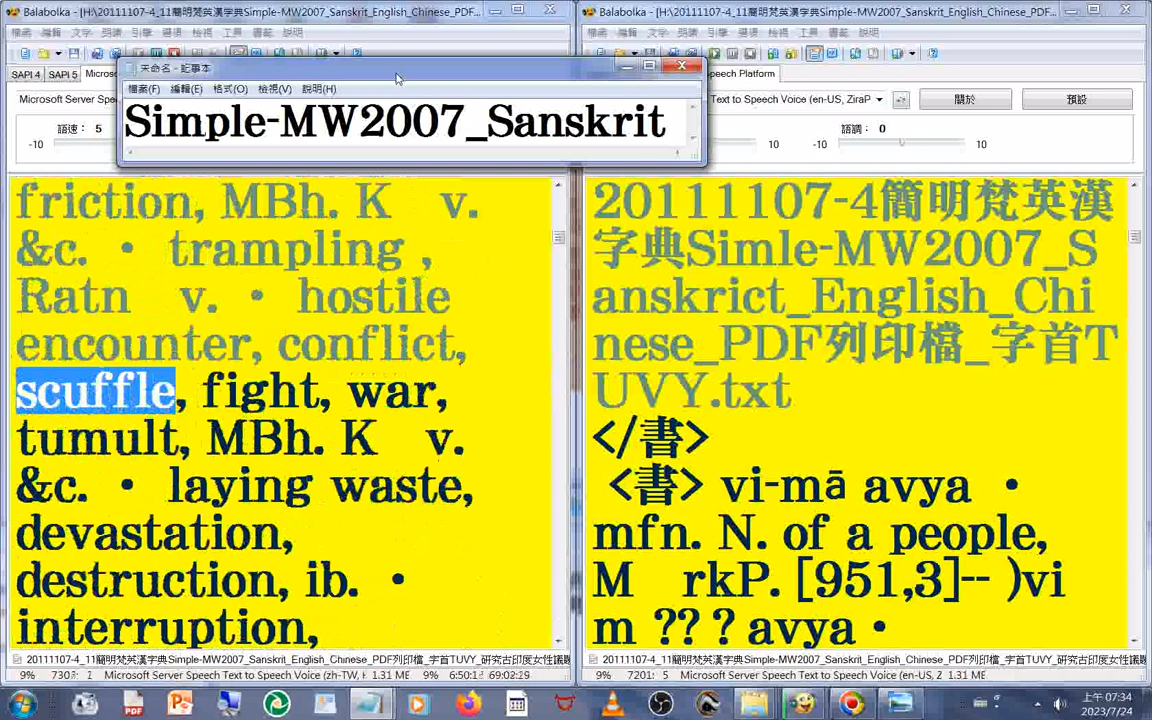 Balabolka - [H:\20111107-4_11簡明梵英漢字典Simple-MW2007_Sanskrit_English_Chinese_PDF...
Balabolka - [H:\20111107-4_11簡明梵英漢字典Simple-MW2007_Sanskrit_English_Chinese_PDF...
SAPI 4
SAPI 5
未命名 - 記事本
檔案(F) 編輯(E) 格式(O) 檢視(V) 說明(H)
Simple-MW2007_Sanskrit
Microsoft Server Spe
語速: 5
-10
Speech Platform
Text to Speech Voice (en-US, ZiraP
關於
預設
10
語調: 0
-10
10
friction, MBh. K v.
&c. • trampling ,
Ratn v. • hostile
encounter, conflict,
scuffle, fight, war,
tumult, MBh. K v.
&c. • laying waste,
devastation,
destruction, ib. •
interruption,
20111107-4簡明梵英漢
字典Simle-MW2007_S
anskrict_English_Chi
nese_PDF列印檔_字首T
UVY.txt
</書>
<書> vi-mā avya •
mfn. N. of a people,
M rkP. [951,3]-- )vi
m ???avya •
20111107-4_11簡明梵英漢字典Simple-MW2007_Sanskrit_English_Chinese_PDF列印檔_字首TUVY_研究古印度女性議題
20111107-4_11簡明梵英漢字典Simple-MW2007_Sanskrit_English_Chinese_PDF列印檔_字首TUVY_研究古印度女性議題
9% 730 1.31 MB Microsoft Server Speech Text to Speech Voice (zh-TW,
9% 6:50:1 69:02:29
9% 7201: 5 1.31 MB Microsoft Server Speech Text to Speech Voice (en-US,
上午 07:34
2023/7/24